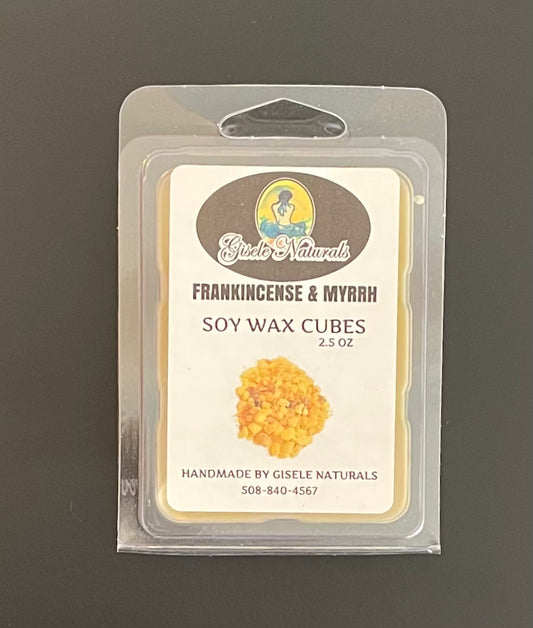 Gisele Naturals
FRANKINCENSE & MYRRH
SOY WAX CUBES
2.5 OZ
HANDMADE BY GISELE NATURALS
508-840-4567